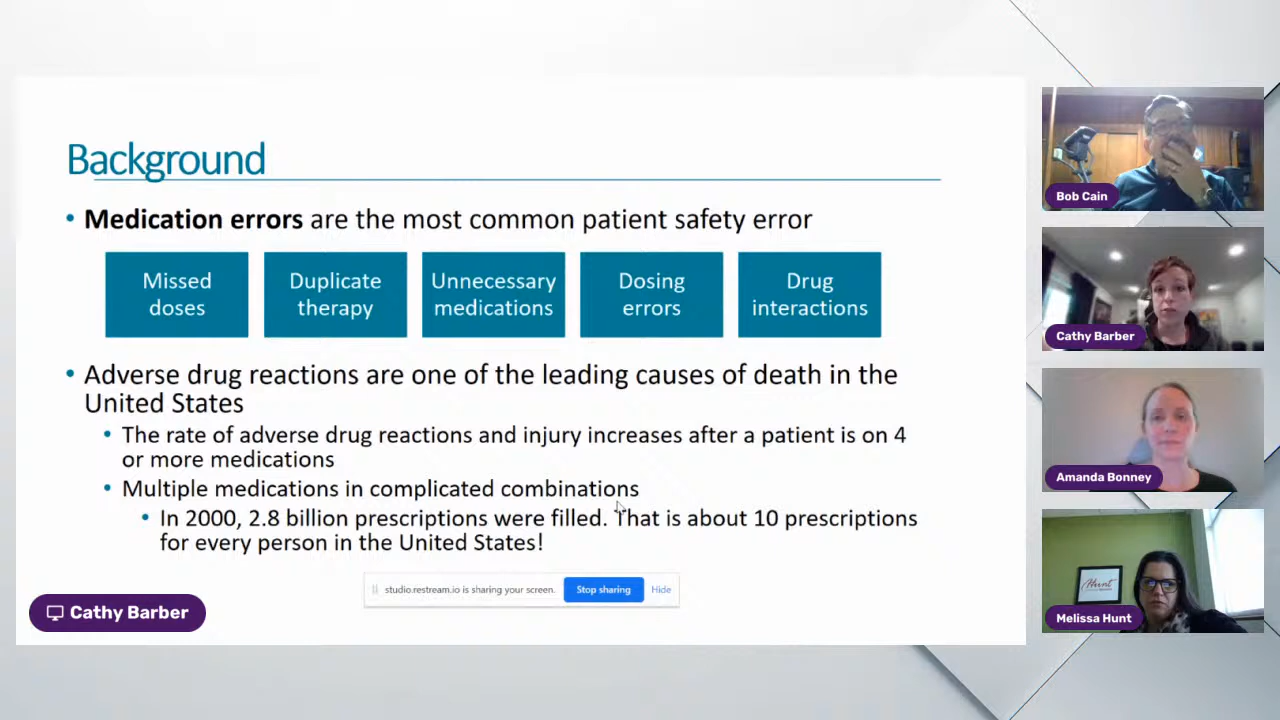 Background
• Medication errors are the most common patient safety error
Missed
doses
Duplicate
therapy
Unnecessary
medications
Dosing
errors
Drug
interactions
• Adverse drug reactions are one of the leading causes of death in the
United States
• The rate of adverse drug reactions and injury increases after a patient is on 4
or more medications
• Multiple medications in complicated combinations
• In 2000, 2.8 billion prescriptions were filled. That is about 10 prescriptions
for every person in the United States!
studio.restream.io is sharing your screen.
Stop sharing
Hide
Cathy Barber
Bob Cain
Cathy Barber
Amanda Bonney
Hunt
Melissa Hunt